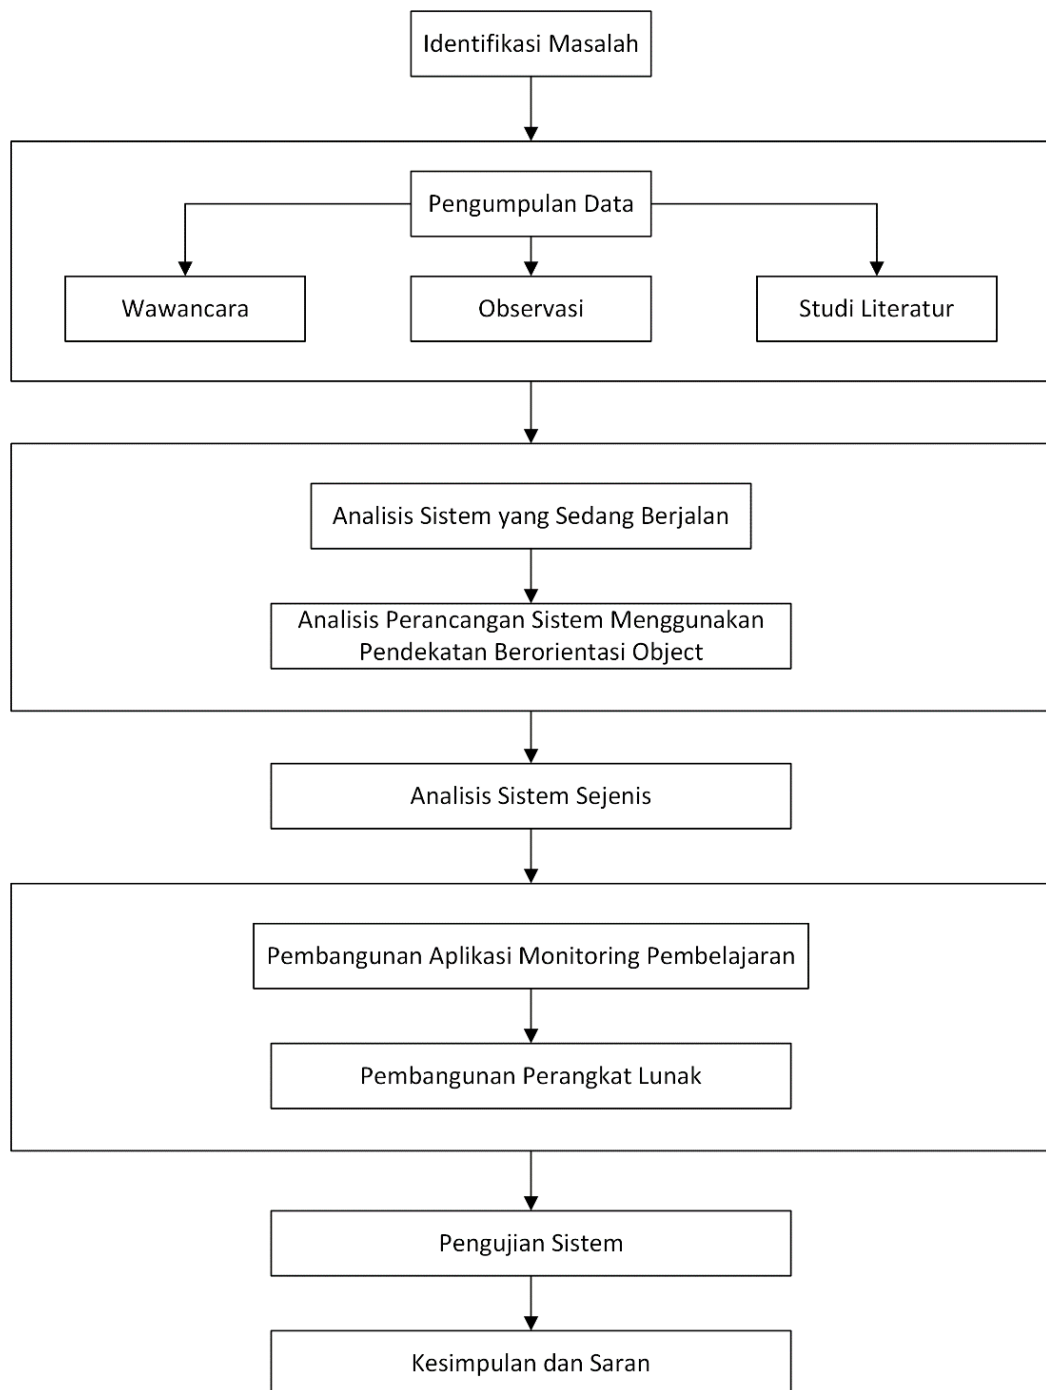 Identifikasi Masalah
Pengumpulan Data
Wawancara
Observasi
Studi Literatur
Analisis Sistem yang Sedang Berjalan
Analisis Perancangan Sistem Menggunakan
Pendekatan Berorientasi Object
Analisis Sistem Sejenis
Pembangunan Aplikasi Monitoring Pembelajaran
Pembangunan Perangkat Lunak
Pengujian Sistem
Kesimpulan dan Saran